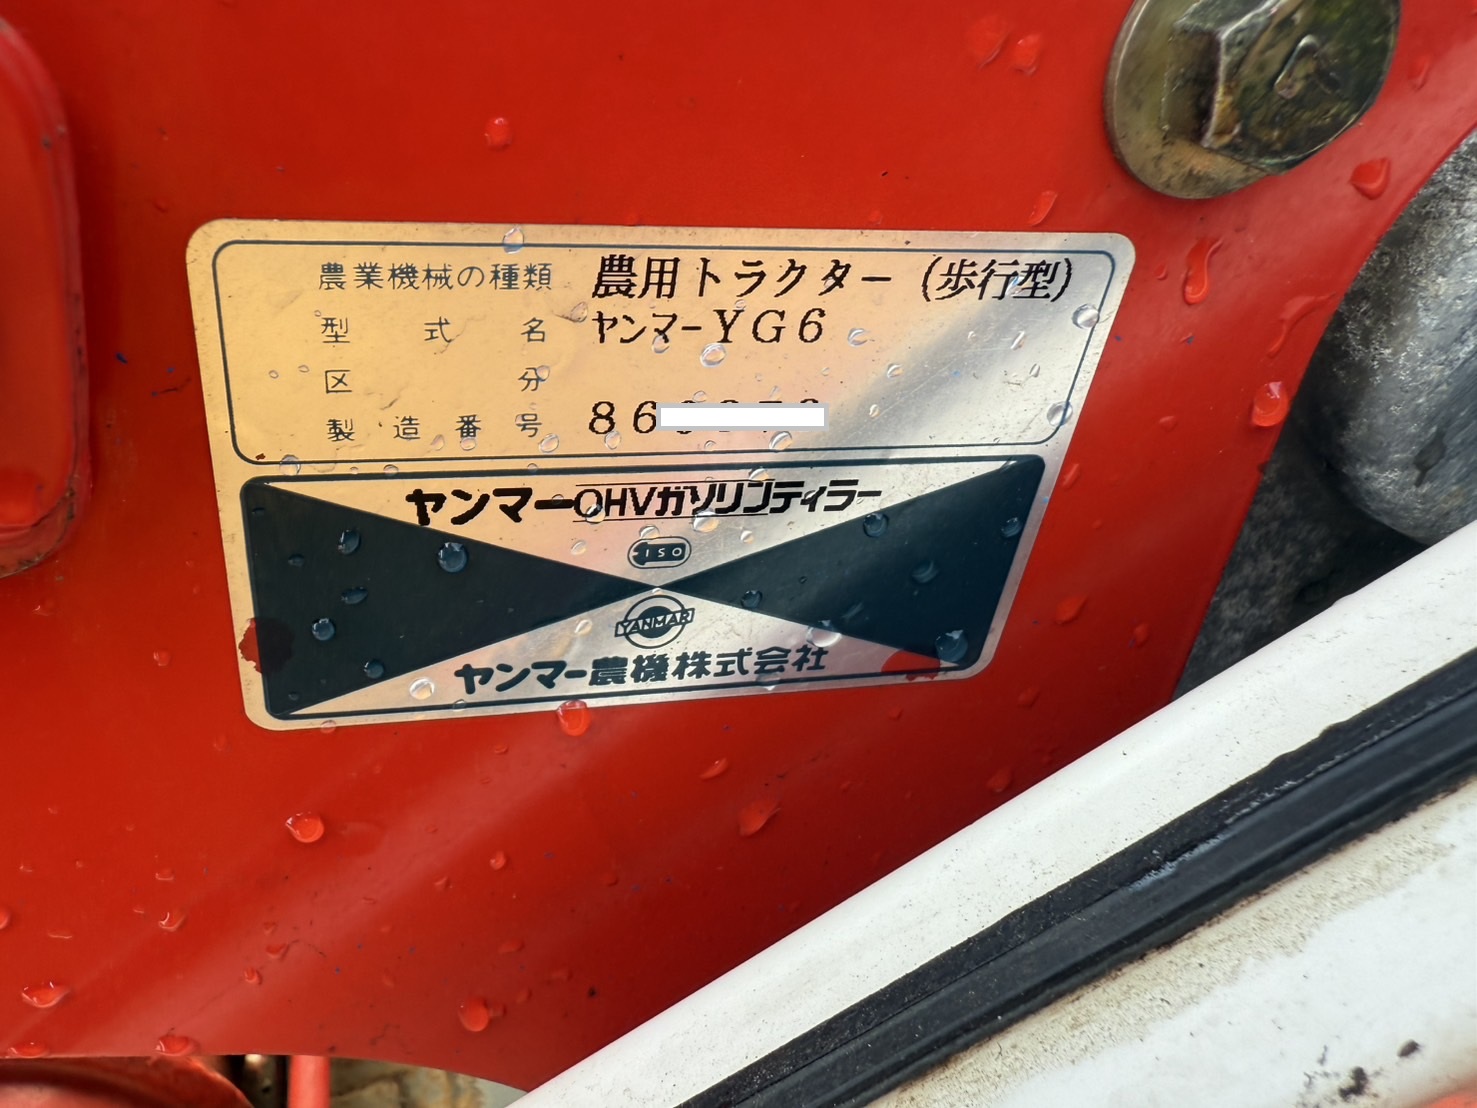 農業機械の種類 農用トラクター (歩行型)
型式名 ヤンマーYG6
区分
製造番号 86
ヤンマーOHVガソリンティラー
ISO
YANMAR
ヤンマー農機株式会社